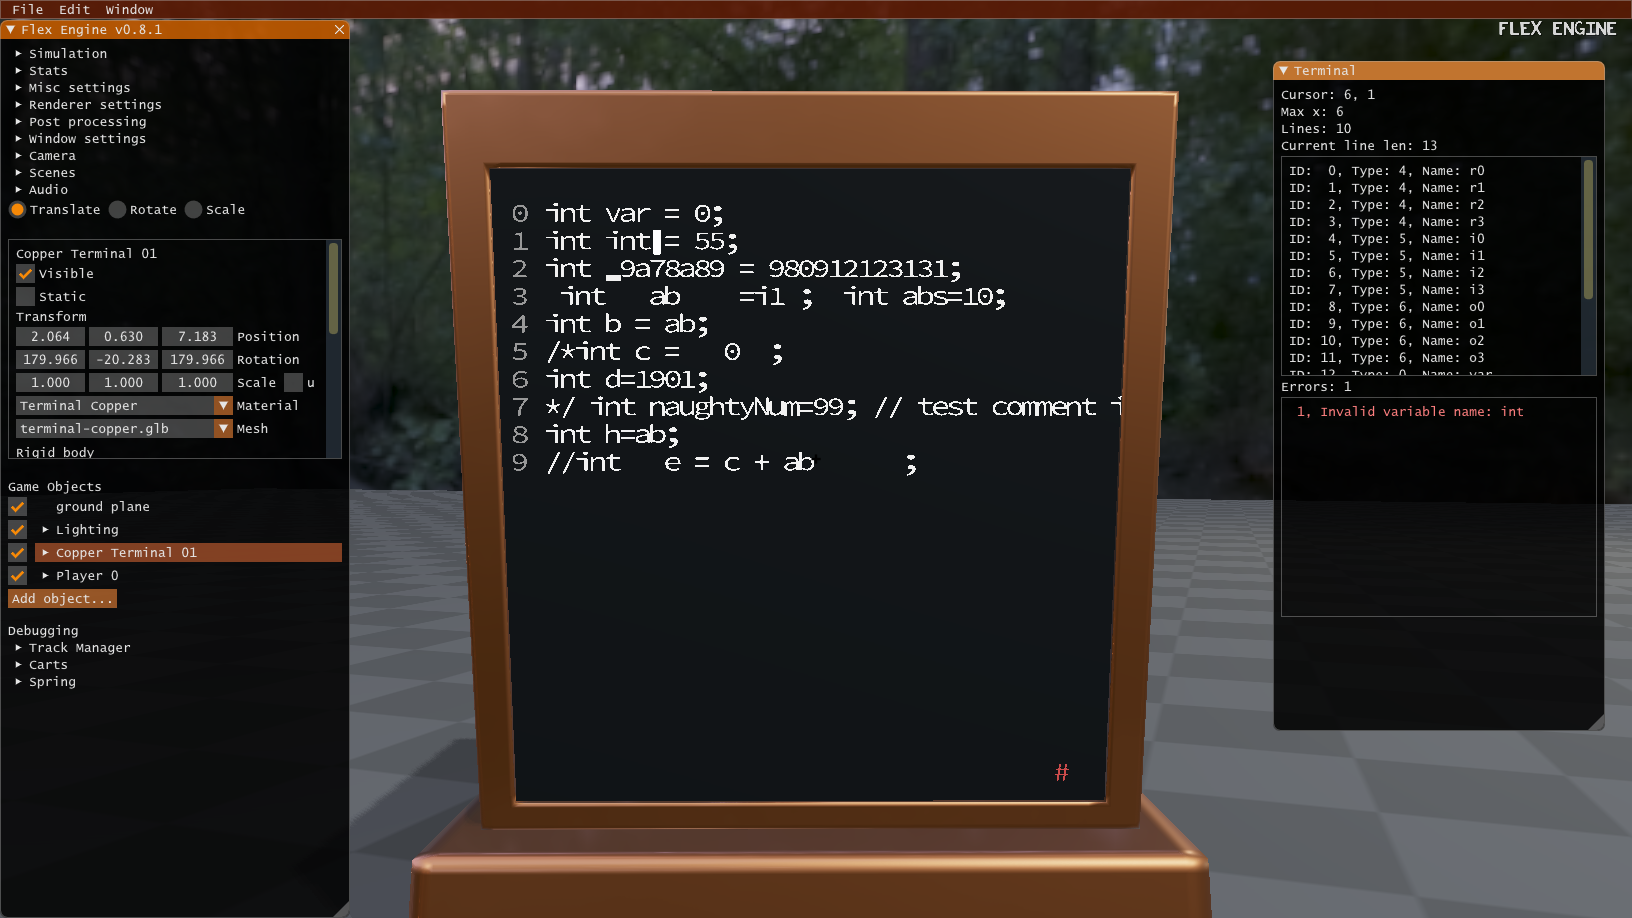 File Edit Window
Flex Engine v0.8.1
FLEX ENGINE
Simulation
Stats
Misc settings
Renderer settings
Post processing
Window settings
Camera
Scenes
Audio
Translate Rotate Scale
Copper Terminal 01
Visible
Static
Transform
2.064 0.630 7.183 Position
179.966 -20.283 179.966 Rotation
1.000 1.000 1.000 Scale u
Terminal Copper Material
terminal-copper.glb Mesh
Rigid body
Game Objects
ground plane
Lighting
Copper Terminal 01
Player 0
Add object...
Debugging
Track Manager
Carts
Spring
0 int var = 0;
1 int int = 55;
2 int _9a78a89 = 980912123131;
3 int ab =i1 ; int abs=10;
4 int b = ab;
5 /*int c = 0 ;
6 int d=1901;
7 */ int naughtyNum=99; // test comment i
8 int h=ab;
9 //int e = c + ab ;
#
Terminal
Cursor: 6, 1
Max x: 6
Lines: 10
Current line len: 13
ID: 0, Type: 4, Name: r0
ID: 1, Type: 4, Name: r1
ID: 2, Type: 4, Name: r2
ID: 3, Type: 4, Name: r3
ID: 4, Type: 5, Name: i0
ID: 5, Type: 5, Name: i1
ID: 6, Type: 5, Name: i2
ID: 7, Type: 5, Name: i3
ID: 8, Type: 6, Name: o0
ID: 9, Type: 6, Name: o1
ID: 10, Type: 6, Name: o2
ID: 11, Type: 6, Name: o3
ID: 12, Type: 0, Name: var
Errors: 1
1, Invalid variable name: int